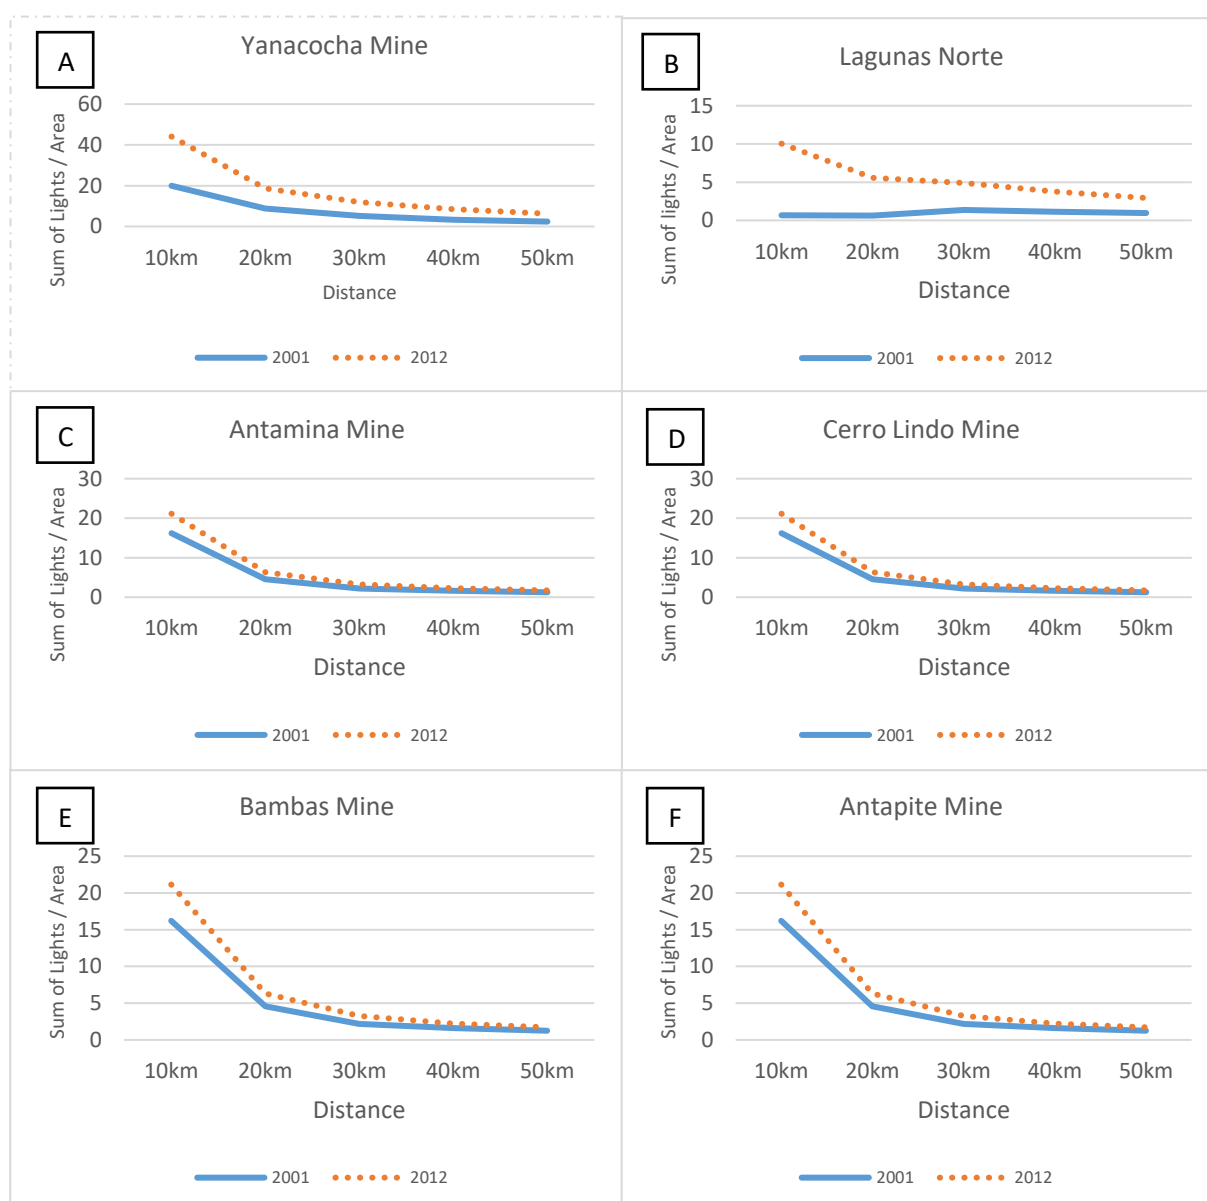 A
Yanacocha Mine
Sum of Lights / Area
60
40
20
0
10km 20km 30km 40km 50km
Distance
2001 2012
B
Lagunas Norte
Sum of lights / Area
15
10
5
0
10km 20km 30km 40km 50km
Distance
2001 2012
C
Antamina Mine
Sum of Lights / Area
30
20
10
0
10km 20km 30km 40km 50km
Distance
2001 2012
D
Cerro Lindo Mine
Sum of Lights / Area
30
20
10
0
10km 20km 30km 40km 50km
Distance
2001 2012
E
Bambas Mine
Sum of Lights / Area
25
20
15
10
5
0
10km 20km 30km 40km 50km
Distance
2001 2012
F
Antapite Mine
Sum of Lights / Area
25
20
15
10
5
0
10km 20km 30km 40km 50km
Distance
2001 2012